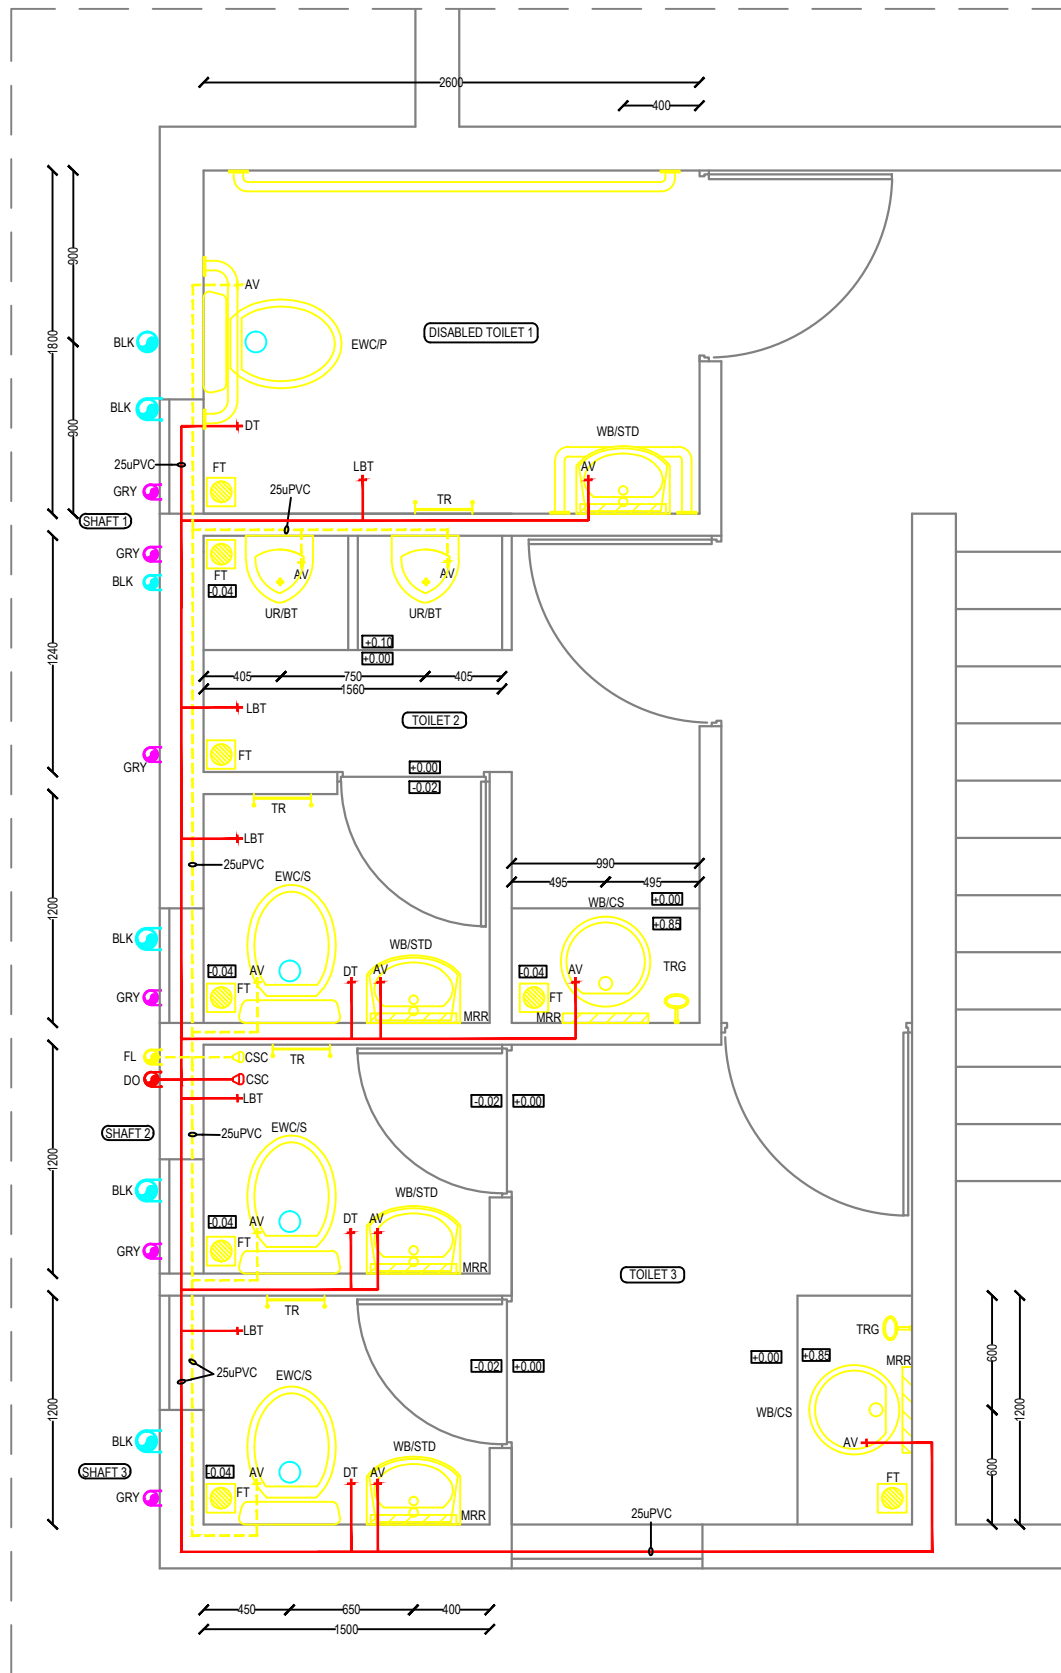 2600
400
900
1800
900
AV
DISABLED TOILET 1
BLK
EWC/P
BLK
DT
WB/STD
25uPVC
FT
LBT
AV
GRY
25uPVC
TR
SHAFT 1
GRY
BLK
FT
AV
AV
-0.04
UR/BT
UR/BT
+0.10
+0.00
1240
405
750
405
1560
LBT
TOILET 2
FT
GRY
+0.00
-0.02
TR
LBT
25uPVC
990
EWC/S
495
495
1200
WB/CS
+0.00
+0.85
BLK
WB/STD
-0.04
AV
DT
AV
-0.04
AV
TRG
GRY
FT
FT
MRR
MRR
FL
CSC
TR
DO
CSC
LBT
-0.02
+0.00
SHAFT 2
25uPVC
EWC/S
1200
BLK
WB/STD
-0.04
AV
DT
AV
GRY
FT
MRR
TOILET 3
TR
LBT
TRG
+0.00
+0.85
600
-0.02
+0.00
MRR
25uPVC
EWC/S
1200
1200
WB/CS
BLK
WB/STD
AV
600
SHAFT 3
-0.04
AV
DT
AV
FT
FT
GRY
MRR
25uPVC
450
650
400
1500